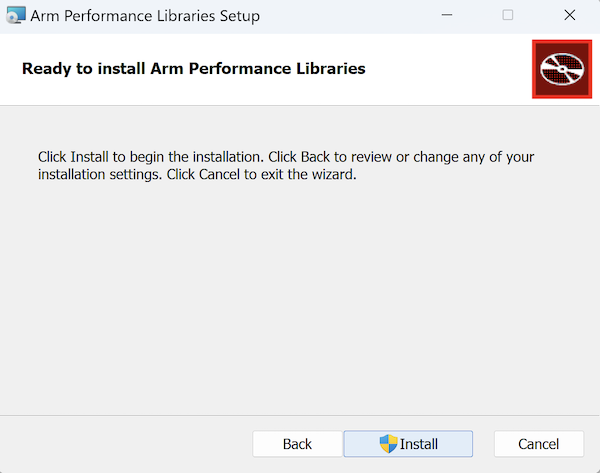 Arm Performance Libraries Setup
Ready to install Arm Performance Libraries
Click Install to begin the installation. Click Back to review or change any of your
installation settings. Click Cancel to exit the wizard.
Back
Install
Cancel